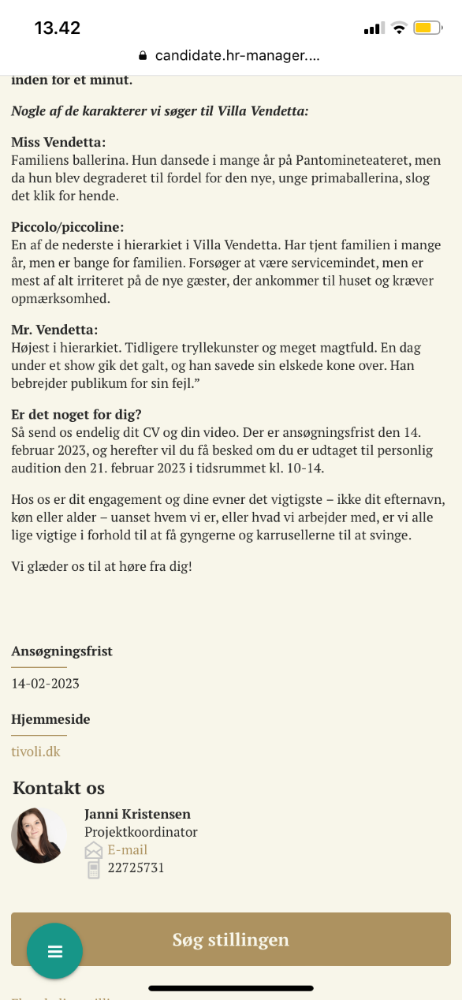 13.42
candidate.hr-manager....
inden for et minut.
Nogle af de karakterer vi søger til Villa Vendetta:
Miss Vendetta:
Familiens ballerina. Hun dansede i mange år på Pantomineteateret, men
da hun blev degraderet til fordel for den nye, unge primaballerina, slog
det klik for hende.
Piccolo/piccoline:
En af de nederste i hierarkiet i Villa Vendetta. Har tjent familien i mange
år, men er bange for familien. Forsøger at være servicemindet, men er
mest af alt irriteret på de nye gæster, der ankommer til huset og kræver
opmærksomhed.
Mr. Vendetta:
Højest i hierarkiet. Tidligere tryllekunster og meget magtfuld. En dag
under et show gik det galt, og han savede sin elskede kone over. Han
bebrejder publikum for sin fejl.”
Er det noget for dig?
Så send os endelig dit CV og din video. Der er ansøgningsfrist den 14.
februar 2023, og herefter vil du få besked om du er udtaget til personlig
audition den 21. februar 2023 i tidsrummet kl. 10-14.
Hos os er dit engagement og dine evner det vigtigste – ikke dit efternavn,
køn eller alder – uanset hvem vi er, eller hvad vi arbejder med, er vi alle
lige vigtige i forhold til at få gyngerne og karrusellerne til at svinge.
Vi glæder os til at høre fra dig!
Ansøgningsfrist
14-02-2023
Hjemmeside
tivoli.dk
Kontakt os
Janni Kristensen
Projektkoordinator
E-mail
22725731
Søg stillingen